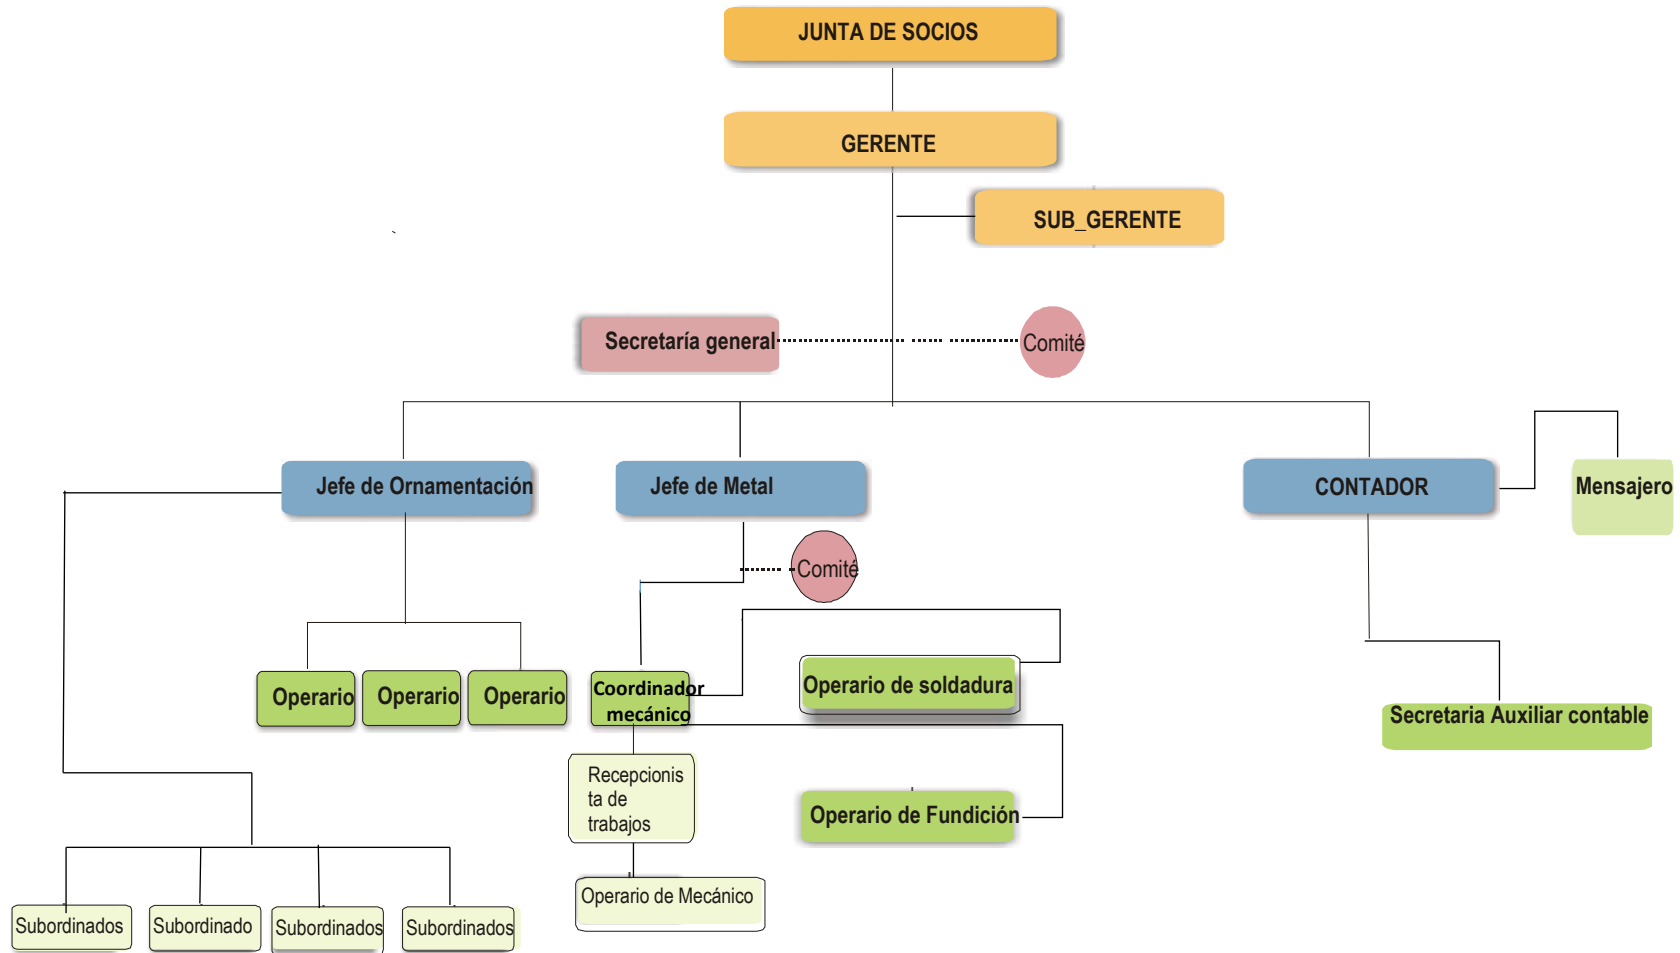 JUNTA DE SOCIOS
GERENTE
SUB_GERENTE
Secretaría general
Comité
Jefe de Ornamentación
Jefe de Metal
CONTADOR
Mensajero
Comité
Operario
Operario
Operario
Coordinador
mecánico
Operario de soldadura
Secretaria Auxiliar contable
Recepcionis
ta de
trabajos
Operario de Fundición
Operario de Mecánico
Subordinados
Subordinado
Subordinados
Subordinados